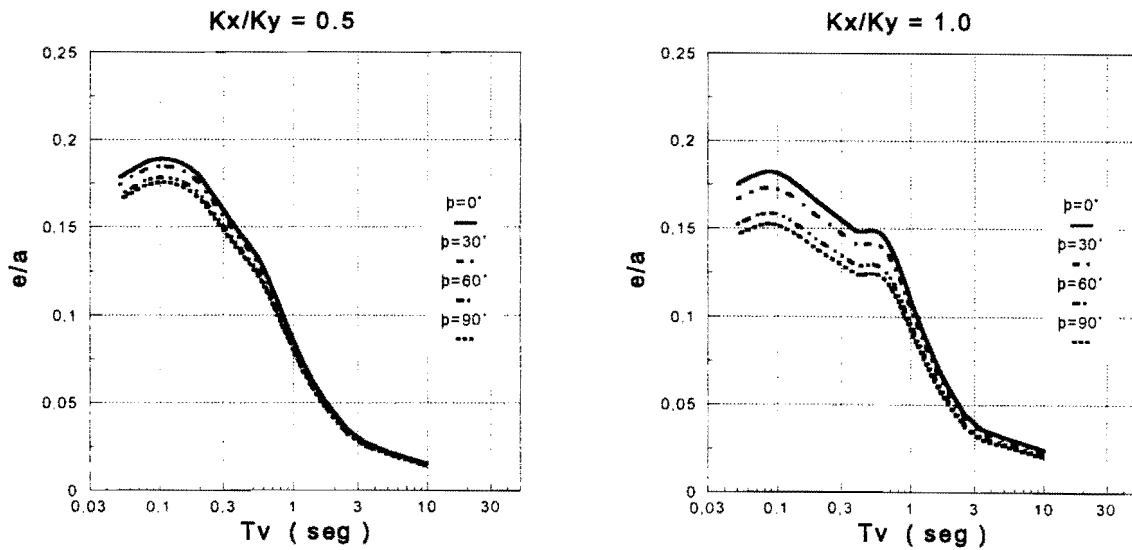 Kx/Ky = 0.5
0,25
0,2
0,15
0,1
0,05
0
e/a
þ=0°
þ=30°
þ=60°
þ=90°
0,03
0,1
0,3
1
3
10
30
Tv ( seg )
Kx/Ky = 1.0
0,25
0,2
0,15
0,1
0,05
0
e/a
þ=0°
þ=30°
þ=60°
þ=90°
0,03
0,1
0,3
1
3
10
30
Tv ( seg )